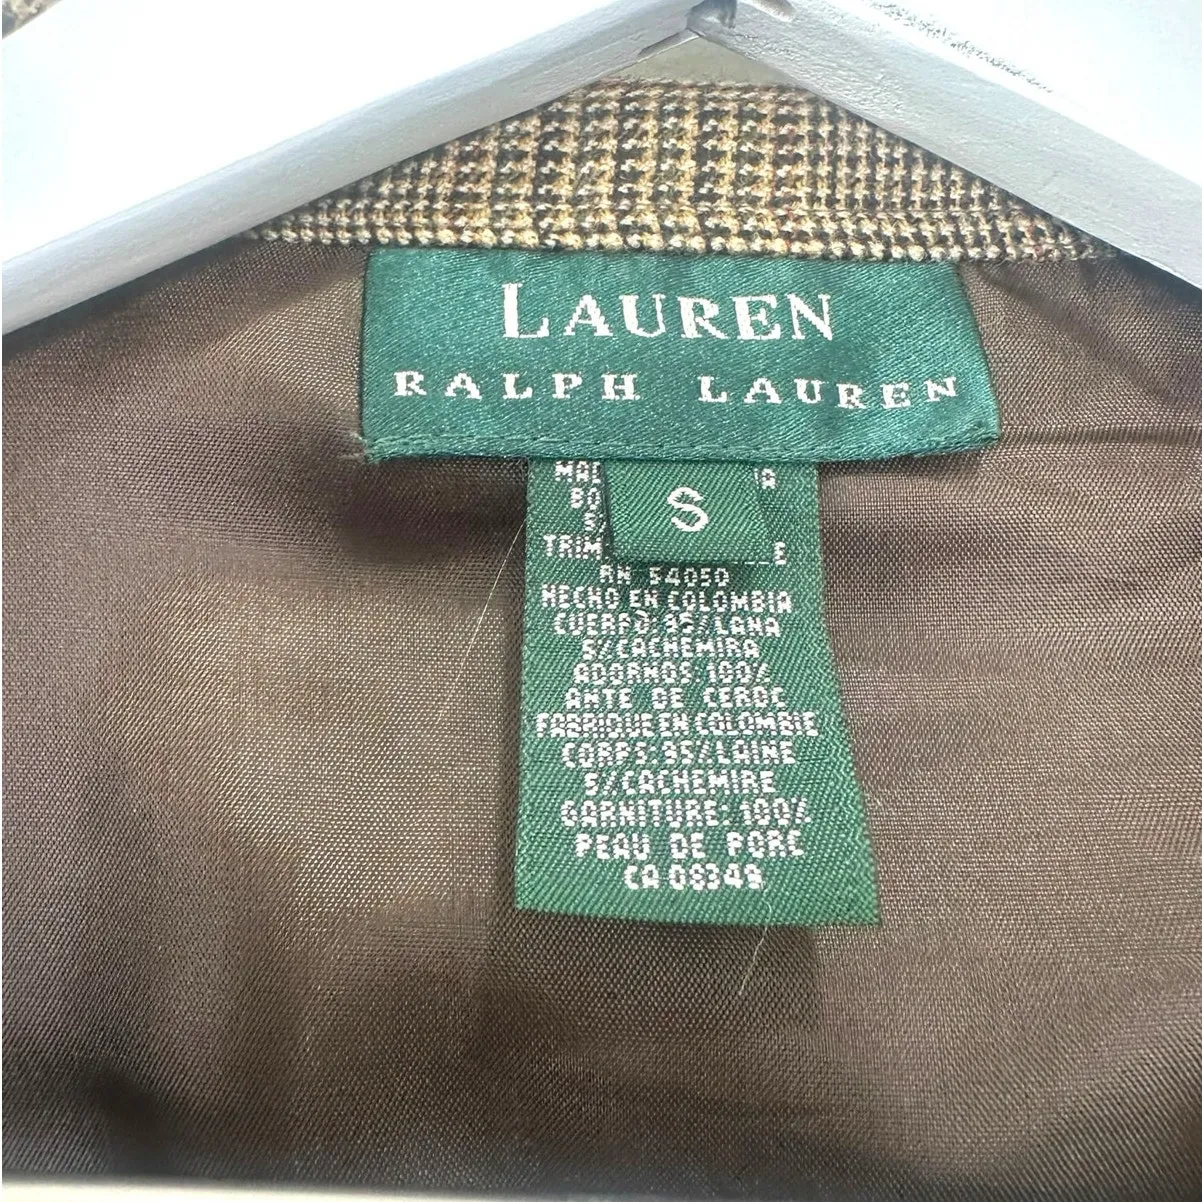 LAUREN
RALPH LAUREN
S
TRIM
E
RN 54050
HECHO EN COLOMBIA
CUERPO: 95% LANA
5% CACHEMIRA
ADORNOS: 100%
ANTE DE CERDO
FABRIQUE EN COLOMBIE
CORPS: 95% LAINE
5% CACHEMIRE
GARNITURE: 100%
PEAU DE PORC
CA 08349